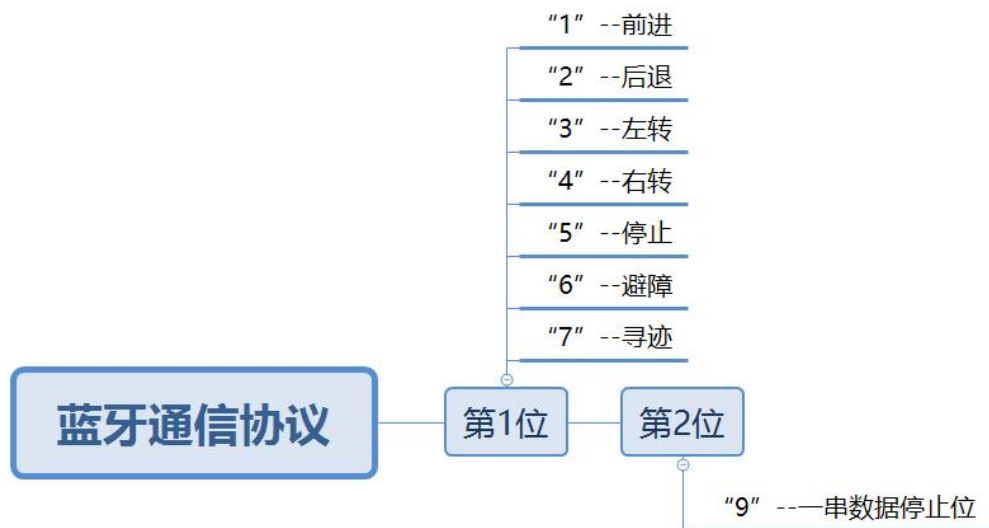 “1” --前进
“2” --后退
“3” --左转
“4” --右转
“5” --停止
“6” --避障
“7” --寻迹
蓝牙通信协议
第1位
第2位
“9” --一串数据停止位